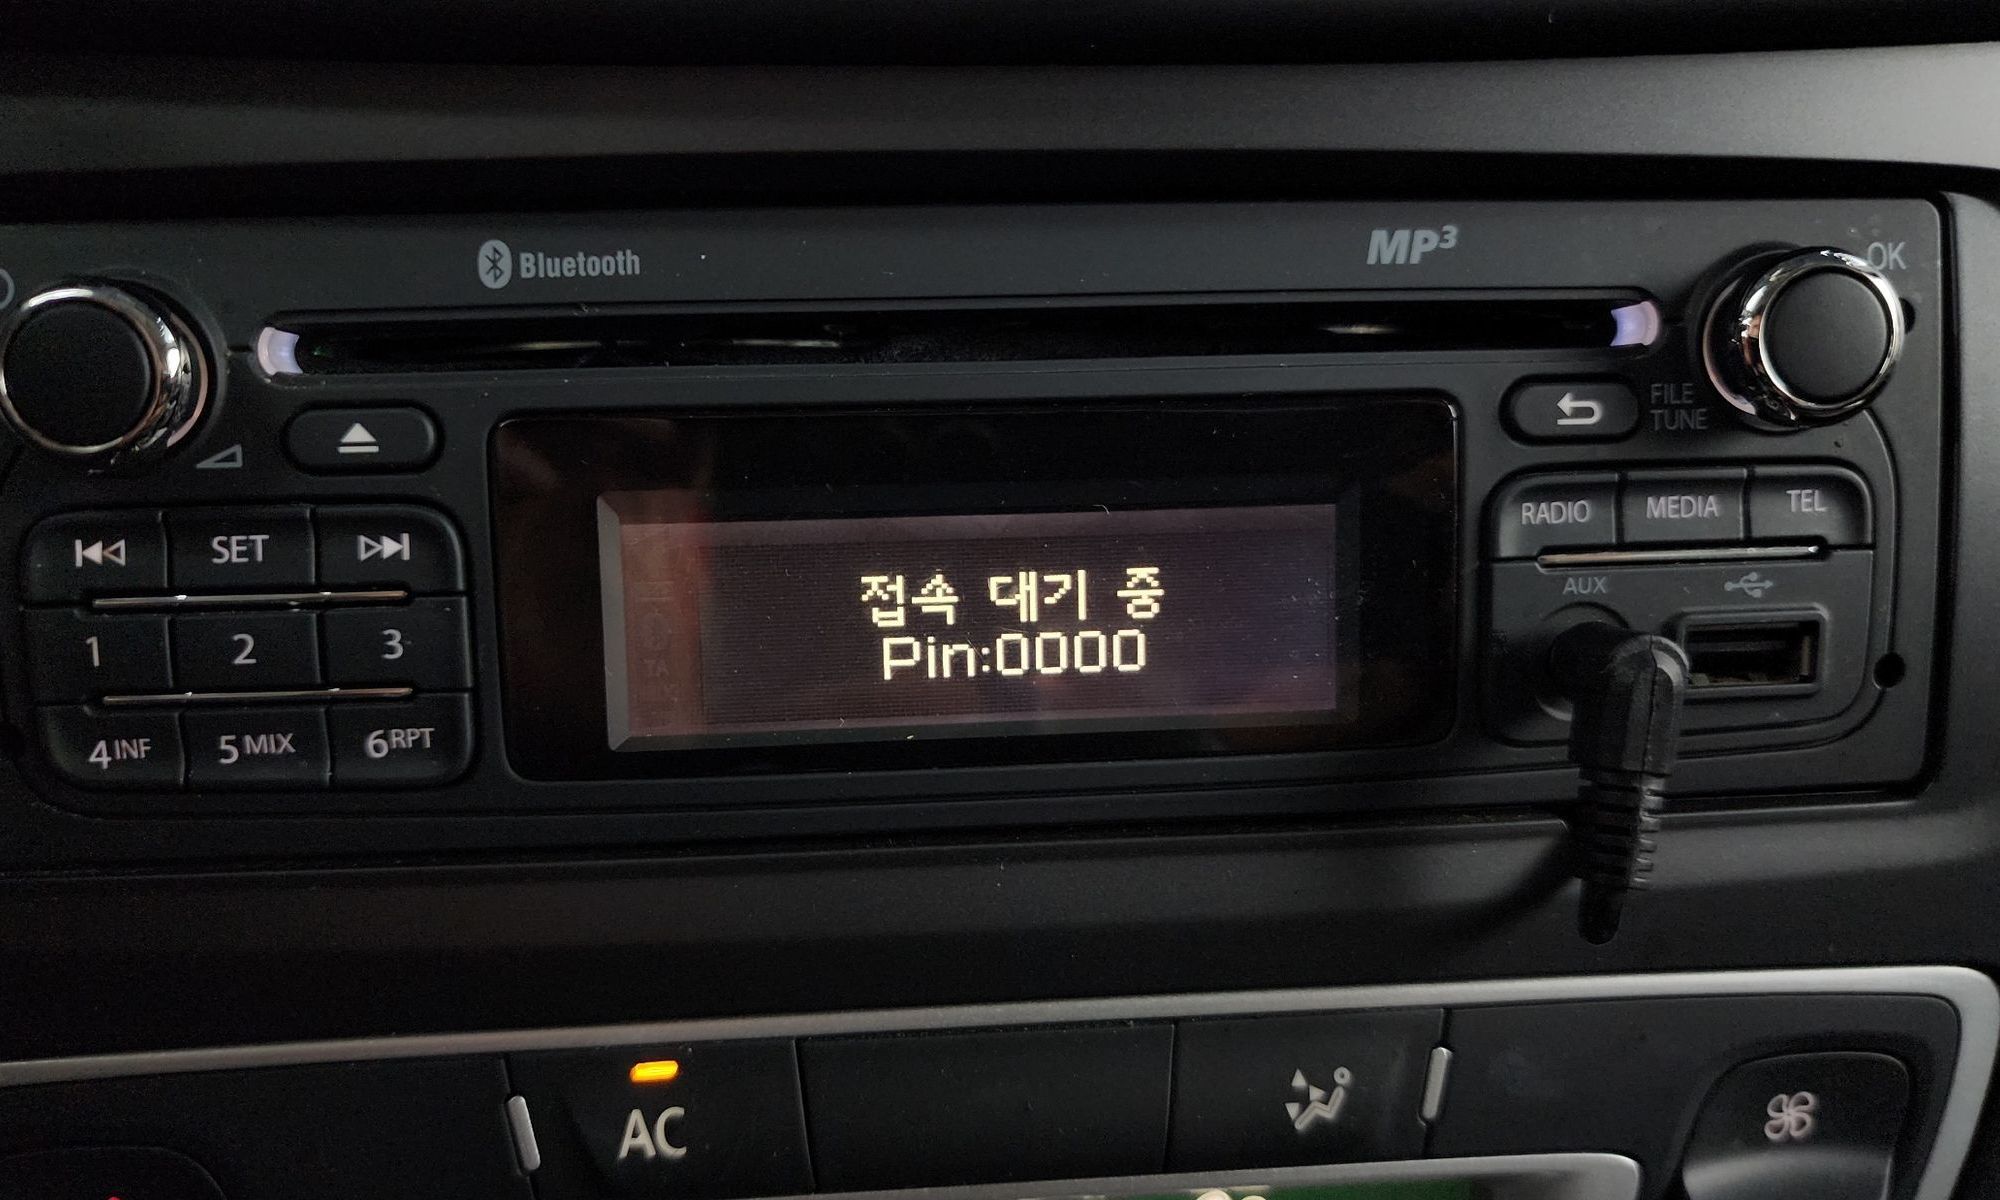 Bluetooth
MP3
OK
FILE
TUNE
SET
RADIO
MEDIA
TEL
접속 대기 중
Pin:0000
AUX
1
2
3
4INF
5MIX
6RPT
AC